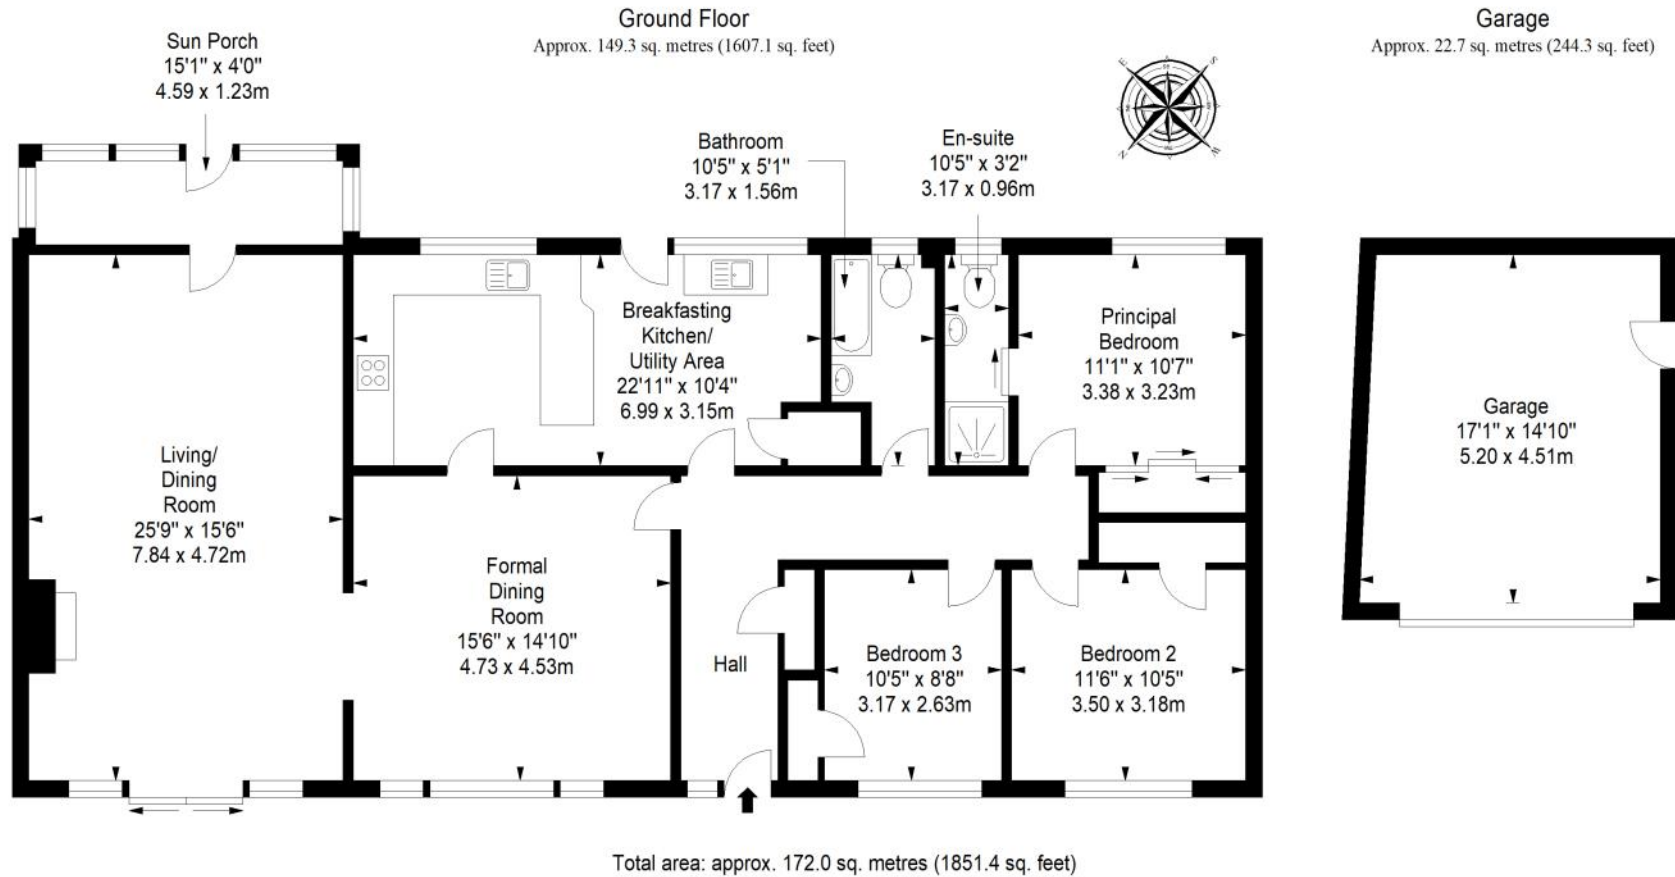 Ground Floor
Approx. 149.3 sq. metres (1607.1 sq. feet)
Garage
Approx. 22.7 sq. metres (244.3 sq. feet)
Sun Porch
15'1" x 4'0"
4.59 x 1.23m
Bathroom
10'5" x 5'1"
3.17 x 1.56m
En-suite
10'5" x 3'2"
3.17 x 0.96m
E
S
N
W
Breakfasting
Kitchen/
Utility Area
22'11" x 10'4"
6.99 x 3.15m
Principal
Bedroom
11'1" x 10'7"
3.38 x 3.23m
Garage
17'1" x 14'10"
5.20 x 4.51m
Living/
Dining
Room
25'9" x 15'6"
7.84 x 4.72m
Formal
Dining
Room
15'6" x 14'10"
4.73 x 4.53m
Hall
Bedroom 3
10'5" x 8'8"
3.17 x 2.63m
Bedroom 2
11'6" x 10'5"
3.50 x 3.18m
Total area: approx. 172.0 sq. metres (1851.4 sq. feet)